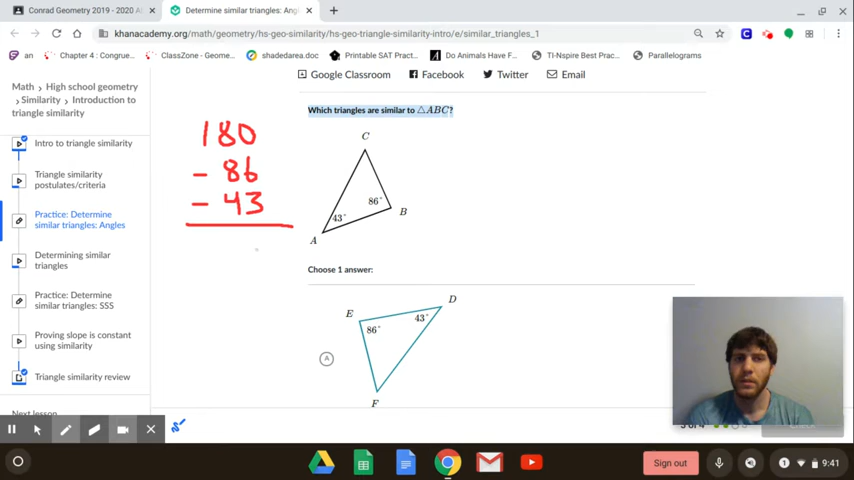 Conrad Geometry 2019 - 2020 A
Determine similar triangles: Angl
khanacademy.org/math/geometry/hs-geo-similarity/hs-geo-triangle-similarity-intro/e/similar_triangles_1
an
Chapter 4 : Congrue...
ClassZone - Geome...
shadedarea.doc
Printable SAT Pract...
Do Animals Have F...
TI-Nspire Best Prac...
Parallelograms
Math > High school geometry
> Similarity > Introduction to
triangle similarity
Intro to triangle similarity
Triangle similarity
postulates/criteria
Practice: Determine
similar triangles: Angles
Determining similar
triangles
Practice: Determine
similar triangles: SSS
Proving slope is constant
using similarity
Triangle similarity review
Next lesson
Google Classroom
Facebook
Twitter
Email
Which triangles are similar to △ABC?
180
- 86
- 43
C
86°
B
43°
A
Choose 1 answer:
D
E
43°
86°
A
F
Sign out
1
9:41